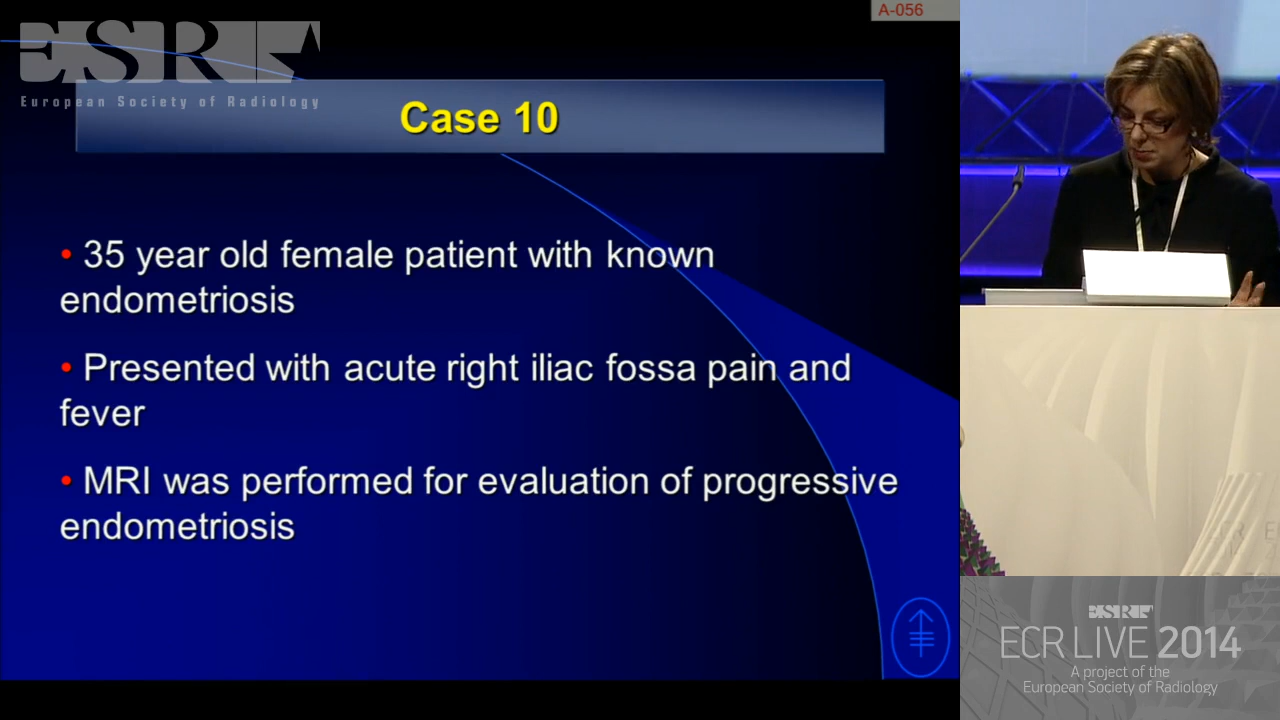 A-056
ESR
European Society of Radiology
Case 10
• 35 year old female patient with known
endometriosis
• Presented with acute right iliac fossa pain and
fever
• MRI was performed for evaluation of progressive
endometriosis
ESR
ECR LIVE 2014
A project of the
European Society of Radiology